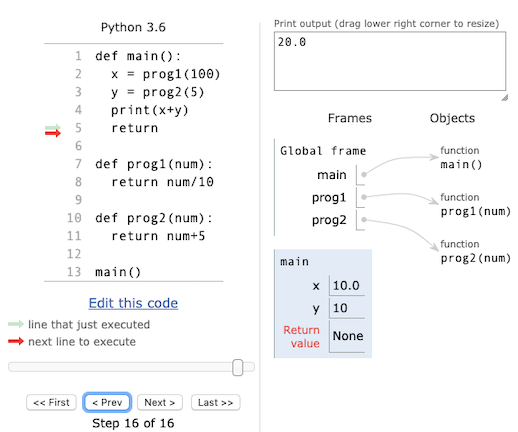 Python 3.6
1 def main():
2   x = prog1(100)
3   y = prog2(5)
4   print(x+y)
5   return
6
7 def prog1(num):
8   return num/10
9
10 def prog2(num):
11   return num+5
12
13 main()
Edit this code
line that just executed
next line to execute
<< First < Prev Next > Last >>
Step 16 of 16
Print output (drag lower right corner to resize)
20.0
Frames Objects
Global frame
main
prog1
prog2
function
main()
function
prog1(num)
function
prog2(num)
main
x 10.0
y 10
Return
value None